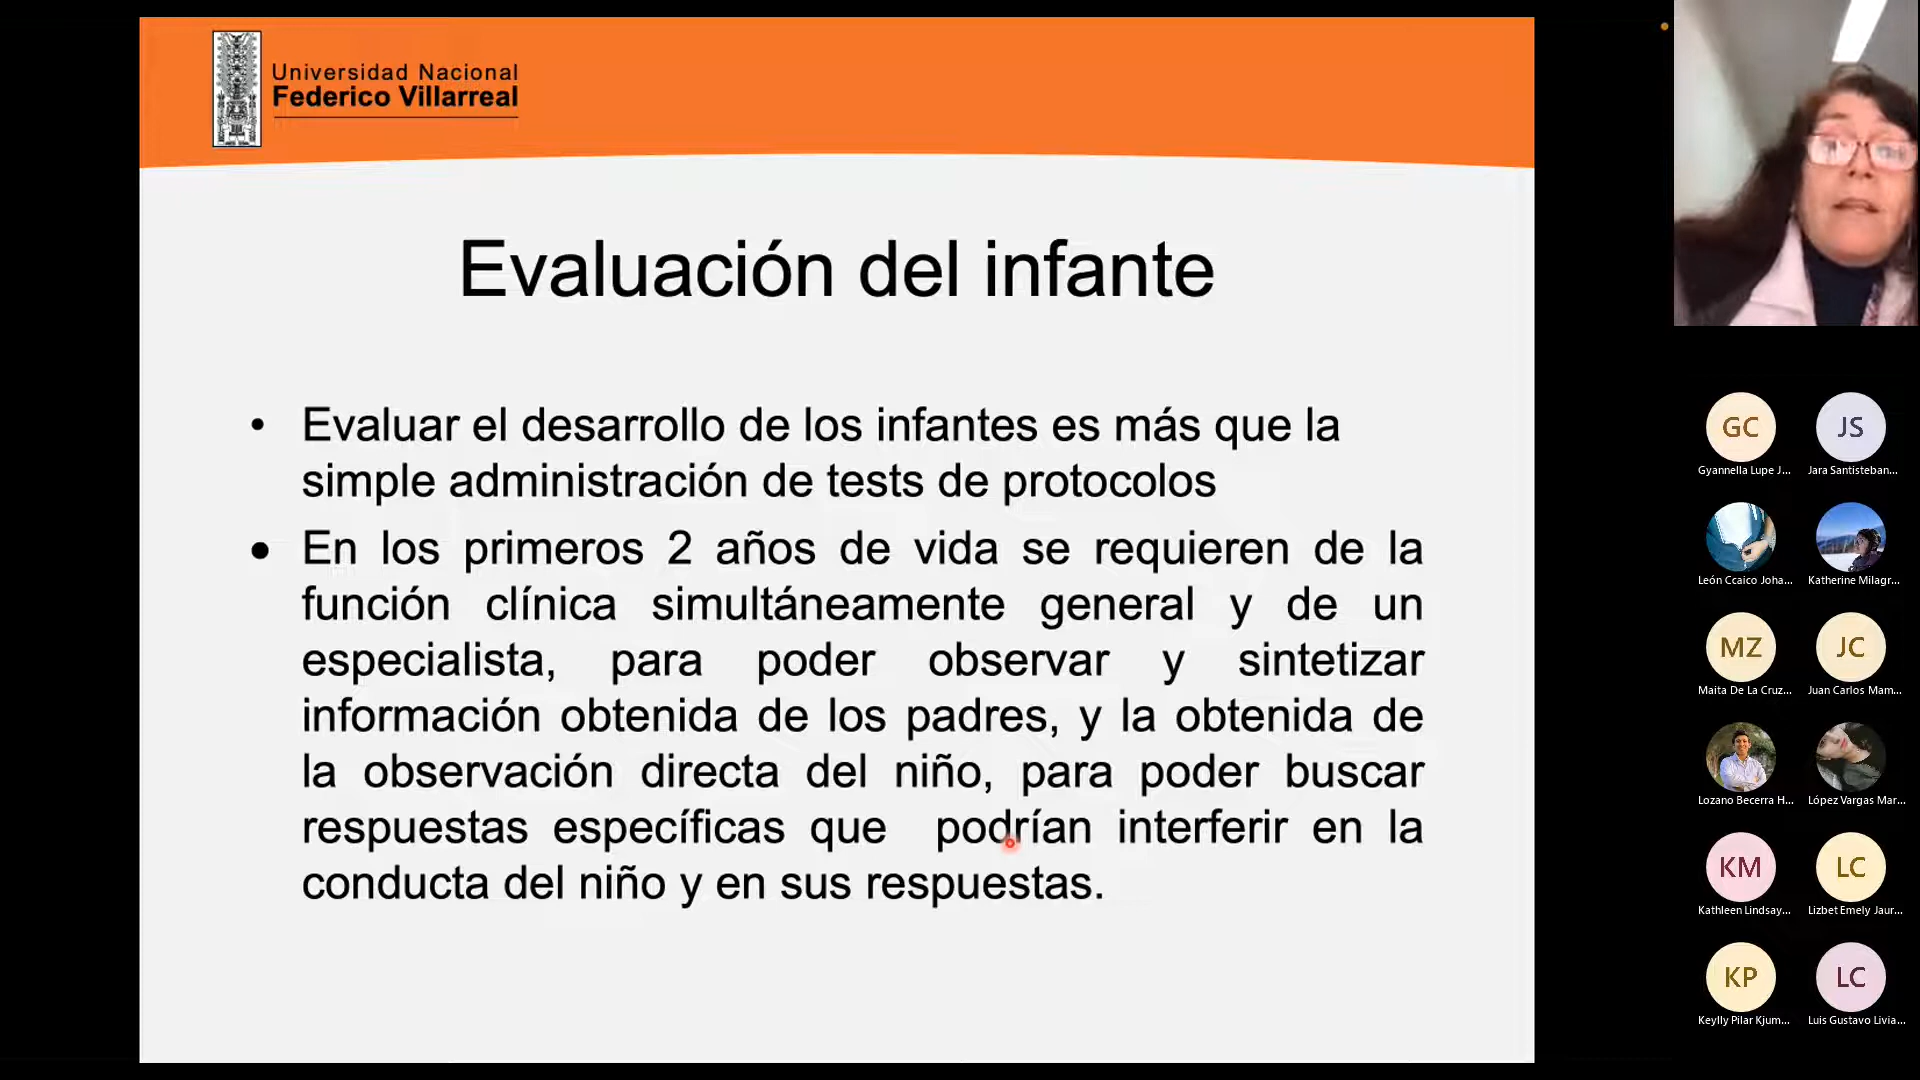 Universidad Nacional
Federico Villarreal
Evaluación del infante
• Evaluar el desarrollo de los infantes es más que la
simple administración de tests de protocolos
● En los primeros 2 años de vida se requieren de la
función clínica simultáneamente general y de un
especialista, para poder observar y sintetizar
información obtenida de los padres, y la obtenida de
la observación directa del niño, para poder buscar
respuestas específicas que podrían interferir en la
conducta del niño y en sus respuestas.
GC
JS
Gyannella Lupe J...
Jara Santisteban...
León Ccaico Joha...
Katherine Milagr...
MZ
JC
Maita De La Cruz...
Juan Carlos Mam...
Lozano Becerra H...
López Vargas Mar...
KM
LC
Kathleen Lindsay...
Lizbet Emely Jaur...
KP
LC
Keylly Pilar Kjum...
Luis Gustavo Livia...